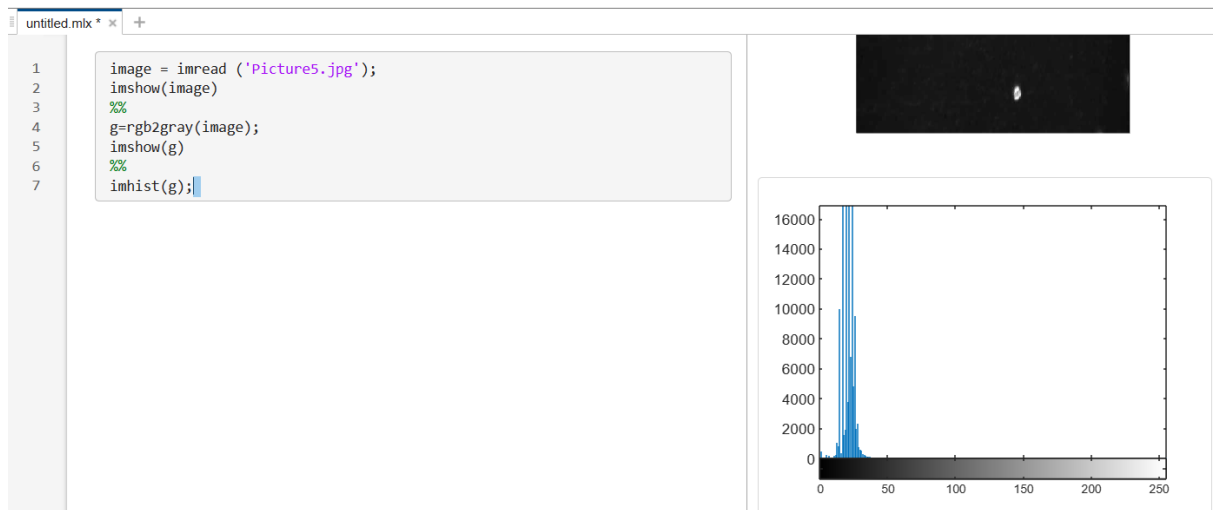 untitled.mlx * × +
1 image = imread ('Picture5.jpg');
2 imshow(image)
3 %%
4 g=rgb2gray(image);
5 imshow(g)
6 %%
7 imhist(g);
16000
14000
12000
10000
8000
6000
4000
2000
0
0 50 100 150 200 250